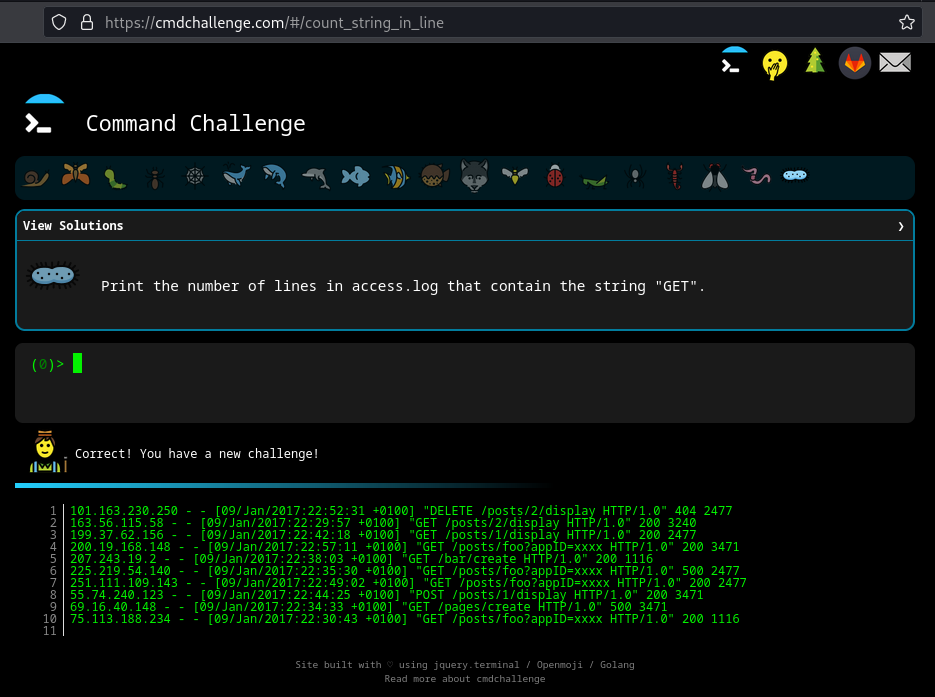 https://cmdchallenge.com/#/count_string_in_line
Command Challenge
View Solutions
Print the number of lines in access.log that contain the string "GET".
(0)>
Correct! You have a new challenge!
1 101.163.230.250 - - [09/Jan/2017:22:52:31 +0100] "DELETE /posts/2/display HTTP/1.0" 404 2477
2 163.56.115.58 - - [09/Jan/2017:22:29:57 +0100] "GET /posts/2/display HTTP/1.0" 200 3240
3 199.37.62.156 - - [09/Jan/2017:22:42:18 +0100] "GET /posts/1/display HTTP/1.0" 200 2477
4 200.19.168.148 - - [09/Jan/2017:22:57:11 +0100] "GET /posts/foo?appID=xxxx HTTP/1.0" 200 3471
5 207.243.19.2 - - [09/Jan/2017:22:38:03 +0100] "GET /bar/create HTTP/1.0" 200 1116
6 225.219.54.140 - - [09/Jan/2017:22:35:30 +0100] "GET /posts/foo?appID=xxxx HTTP/1.0" 500 2477
7 251.111.109.143 - - [09/Jan/2017:22:49:02 +0100] "GET /posts/foo?appID=xxxx HTTP/1.0" 200 2477
8 55.74.240.123 - - [09/Jan/2017:22:44:25 +0100] "POST /posts/1/display HTTP/1.0" 200 3471
9 69.16.40.148 - - [09/Jan/2017:22:34:33 +0100] "GET /pages/create HTTP/1.0" 500 3471
10 75.113.188.234 - - [09/Jan/2017:22:30:43 +0100] "GET /posts/foo?appID=xxxx HTTP/1.0" 200 1116
11
Site built with ♡ using jquery.terminal / Openmoji / Golang
Read more about cmdchallenge